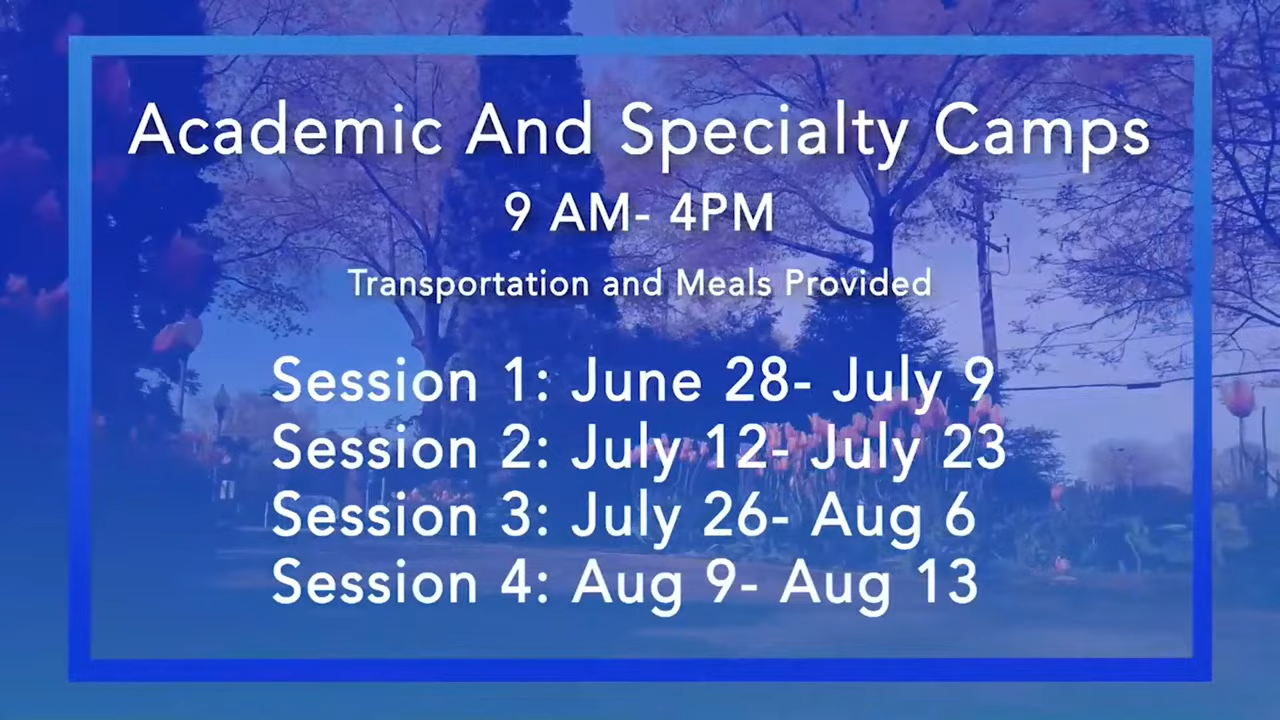 Academic And Specialty Camps
9 AM- 4PM
Transportation and Meals Provided
Session 1: June 28- July 9
Session 2: July 12- July 23
Session 3: July 26- Aug 6
Session 4: Aug 9- Aug 13